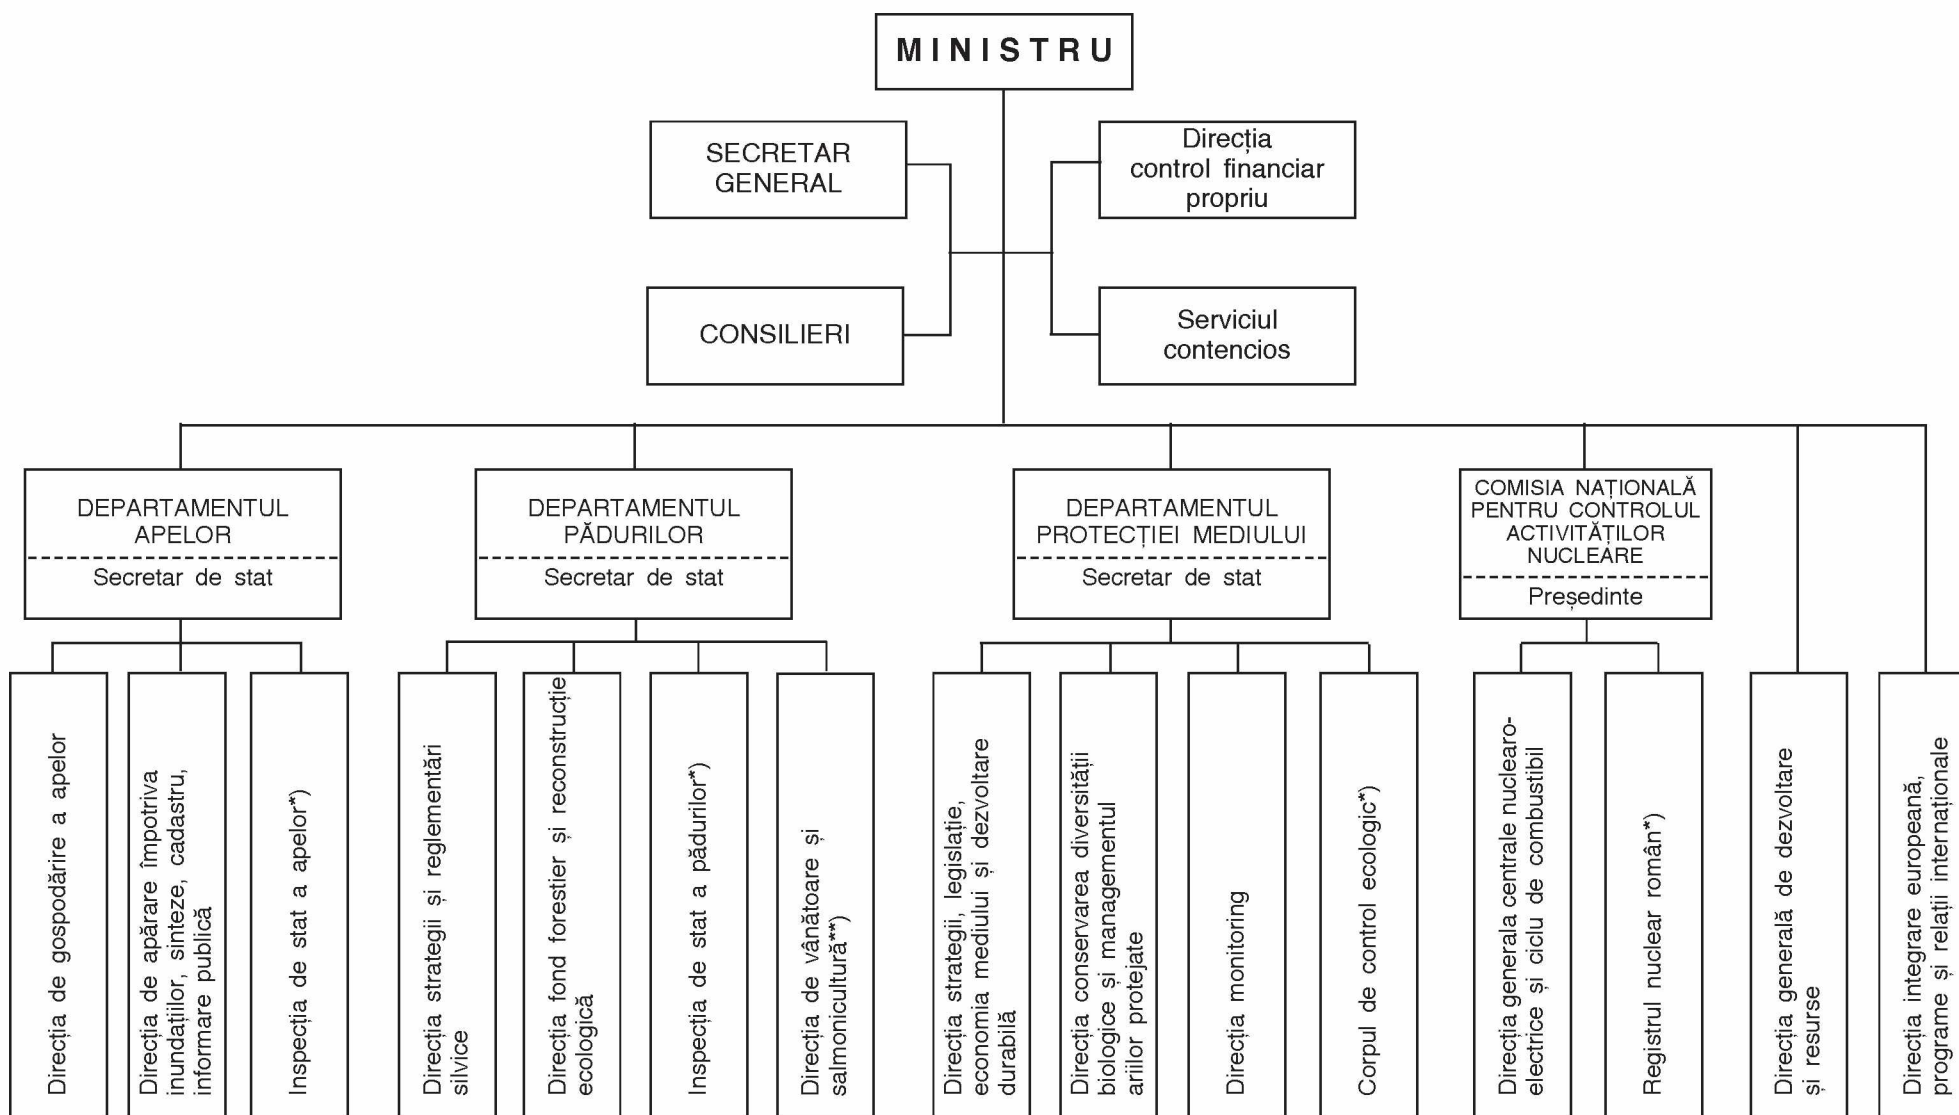 MINISTRU
SECRETAR
GENERAL
Direcția
control financiar
propriu
CONSILIERI
Serviciul
contencios
DEPARTAMENTUL
APELOR
Secretar de stat
DEPARTAMENTUL
PĂDURILOR
Secretar de stat
DEPARTAMENTUL
PROTECȚIEI MEDIULUI
Secretar de stat
COMISIA NAȚIONALĂ
PENTRU CONTROLUL
ACTIVITĂȚILOR
NUCLEARE
Președinte
Direcția de gospodărire a apelor
Direcția de apărare împotriva
inundațiilor, sinteze, cadastru,
informare publică
Inspecția de stat a apelor*)
Direcția strategii și reglementări
silvice
Direcția fond forestier și reconstrucție
ecologică
Inspecția de stat a pădurilor*)
Direcția de vânătoare și
salmonicultură**)
Direcția strategii, legislație,
economia mediului și dezvoltare
durabilă
Direcția conservarea diversității
biologice și managementul
ariilor protejate
Direcția monitoring
Corpul de control ecologic*)
Direcția generala centrale nuclearo-
electrice și ciclu de combustibil
Registrul nuclear român*)
Direcția generală de dezvoltare
și resurse
Direcția integrare europeană,
programe și relații internaționale